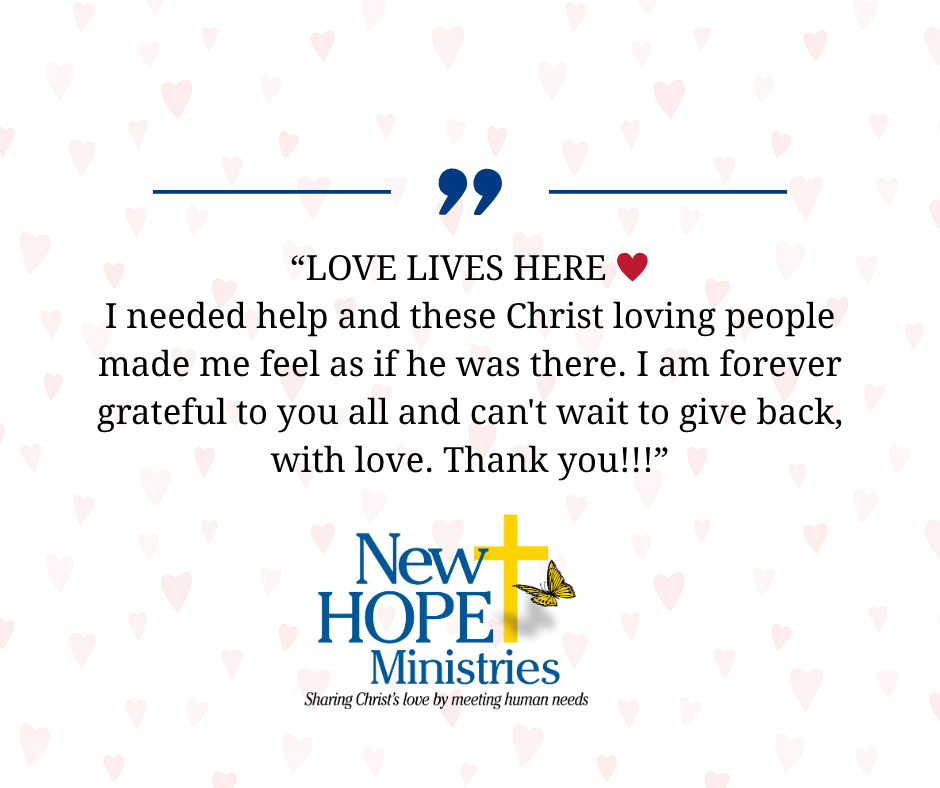 ”
“LOVE LIVES HERE ♥
I needed help and these Christ loving people
made me feel as if he was there. I am forever
grateful to you all and can't wait to give back,
with love. Thank you!!!”
New
HOPE
Ministries
Sharing Christ's love by meeting human needs